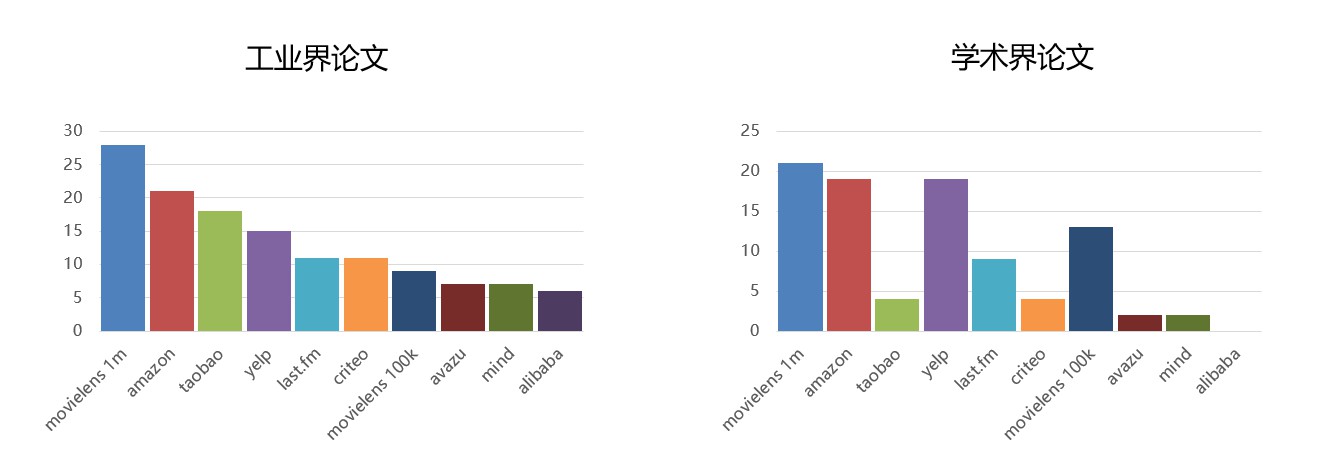 工业界论文
30
25
20
15
10
5
0
movielens 1m
amazon
taobao
yelp
last.fm
criteo
movielens 100k
avazu
mind
alibaba
学术界论文
25
20
15
10
5
0
movielens 1m
amazon
taobao
yelp
last.fm
criteo
movielens 100k
avazu
mind
alibaba